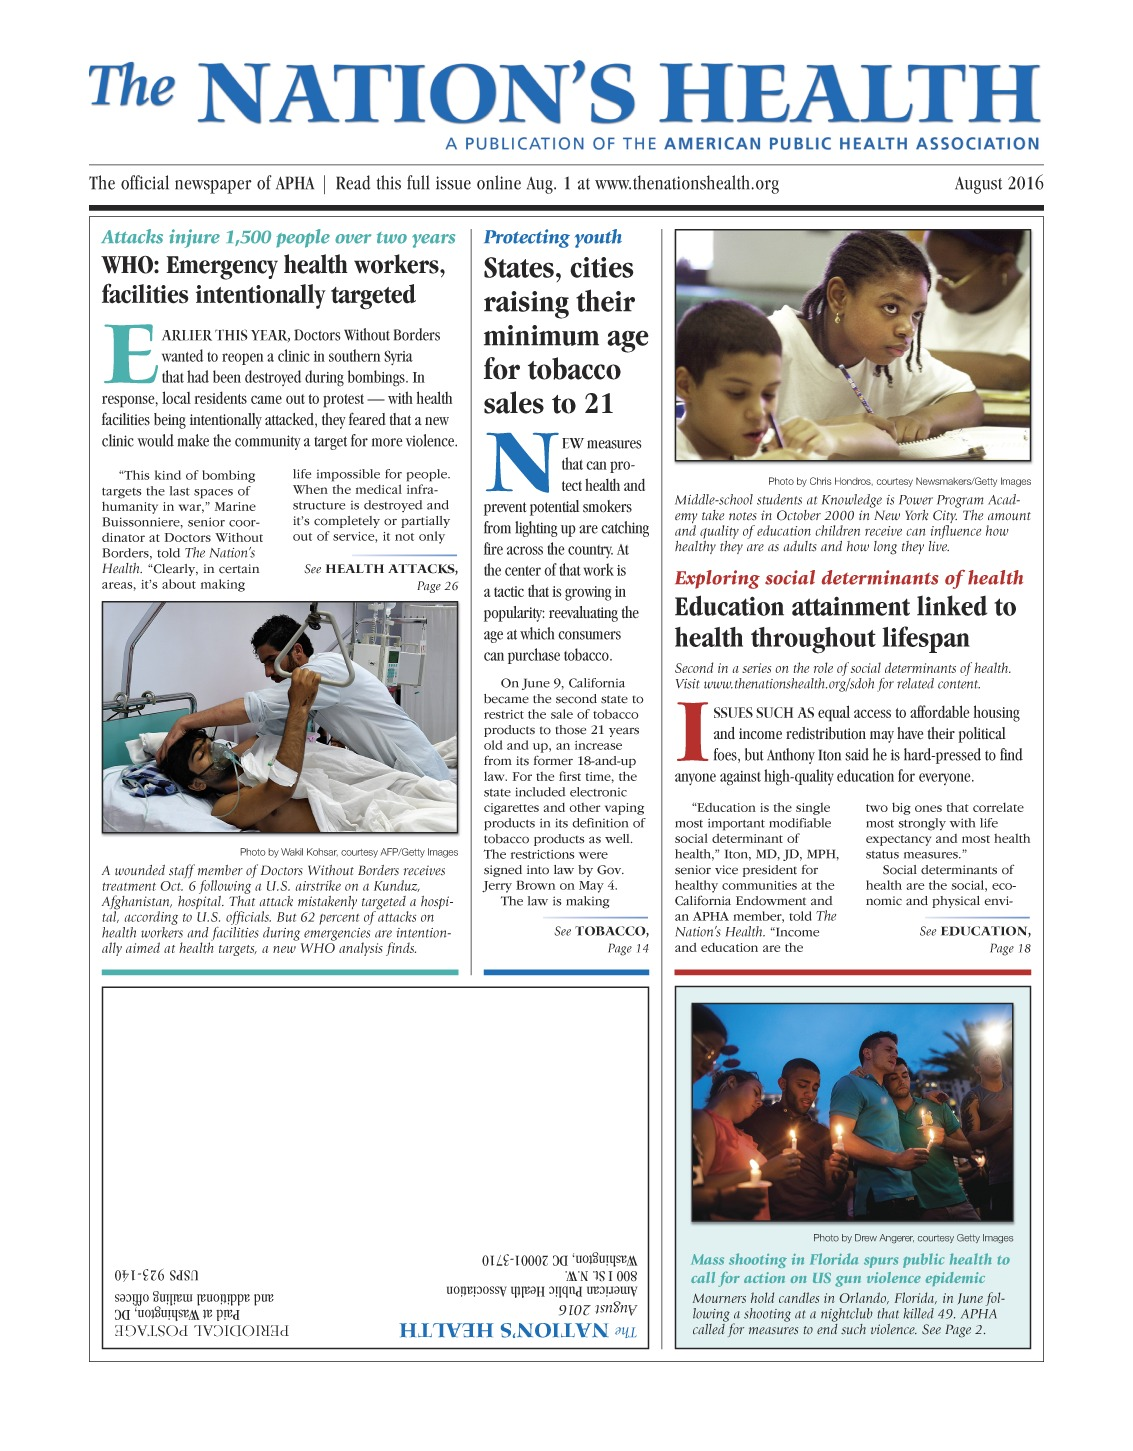 The NATION'S HEALTH
A PUBLICATION OF THE AMERICAN PUBLIC HEALTH ASSOCIATION
The official newspaper of APHA | Read this full issue online Aug. 1 at www.thenationshealth.org
August 2016
Attacks injure 1,500 people over two years
WHO: Emergency health workers,
facilities intentionally targeted
EARLIER THIS YEAR, Doctors Without Borders
wanted to reopen a clinic in southern Syria
that had been destroyed during bombings. In
response, local residents came out to protest — with health
facilities being intentionally attacked, they feared that a new
clinic would make the community a target for more violence.
“This kind of bombing
targets the last spaces of
humanity in war,” Marine
Buissonniere, senior coor-
dinator at Doctors Without
Borders, told The Nation's
Health. “Clearly, in certain
areas, it's about making
life impossible for people.
When the medical infra-
structure is destroyed and
it's completely or partially
out of service, it not only
See HEALTH ATTACKS,
Page 26
Photo by Wakil Kohsar, courtesy AFP/Getty Images
A wounded staff member of Doctors Without Borders receives
treatment Oct. 6 following a U.S. airstrike on a Kunduz,
Afghanistan, hospital. That attack mistakenly targeted a hospi-
tal, according to U.S. officials. But 62 percent of attacks on
health workers and facilities during emergencies are intention-
ally aimed at health targets, a new WHO analysis finds.
Protecting youth
States, cities
raising their
minimum age
for tobacco
sales to 21
NEW measures
that can pro-
tect health and
prevent potential smokers
from lighting up are catching
fire across the country. At
the center of that work is
a tactic that is growing in
popularity: reevaluating the
age at which consumers
can purchase tobacco.
On June 9, California
became the second state to
restrict the sale of tobacco
products to those 21 years
old and up, an increase
from its former 18-and-up
law. For the first time, the
state included electronic
cigarettes and other vaping
products in its definition of
tobacco products as well.
The restrictions were
signed into law by Gov.
Jerry Brown on May 4.
The law is making
See TOBACCO,
Page 14
Photo by Chris Hondros, courtesy Newsmakers/Getty Images
Middle-school students at Knowledge is Power Program Acad-
emy take notes in October 2000 in New York City. The amount
and quality of education children receive can influence how
healthy they are as adults and how long they live.
Exploring social determinants of health
Education attainment linked to
health throughout lifespan
Second in a series on the role of social determinants of health.
Visit www.thenationshealth.org/sdoh for related content.
ISSUES SUCH AS equal access to affordable housing
and income redistribution may have their political
foes, but Anthony Iton said he is hard-pressed to find
anyone against high-quality education for everyone.
“Education is the single
most important modifiable
social determinant of
health,” Iton, MD, JD, MPH,
senior vice president for
healthy communities at the
California Endowment and
an APHA member, told The
Nation's Health. “Income
and education are the
two big ones that correlate
most strongly with life
expectancy and most health
status measures.”
Social determinants of
health are the social, eco-
nomic and physical envi-
See EDUCATION,
Page 18
The NATION'S HEALTH
August 2016
American Public Health Association
800 I St. N.W.
Washington, DC 20001-3710
PERIODICAL POSTAGE
Paid at Washington, DC
and additional mailing offices
USPS 923-140
Photo by Drew Angerer, courtesy Getty Images
Mass shooting in Florida spurs public health to
call for action on US gun violence epidemic
Mourners hold candles in Orlando, Florida, in June fol-
lowing a shooting at a nightclub that killed 49. APHA
called for measures to end such violence. See Page 2.